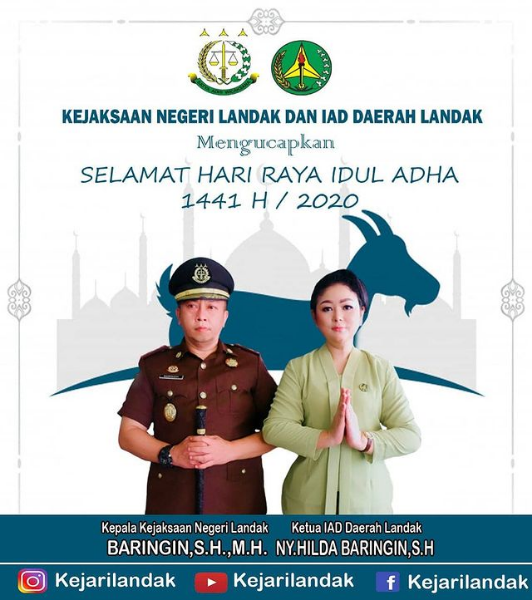 KEJAKSAAN NEGERI LANDAK DAN IAD DAERAH LANDAK
Mengucapkan
SELAMAT HARI RAYA IDUL ADHA
1441 H / 2020
Kepala Kejaksaan Negeri Landak
BARINGIN,S.H.,M.H.
Ketua IAD Daerah Landak
NY.HILDA BARINGIN,S.H
Kejarilandak
Kejarilandak
Kejarilandak